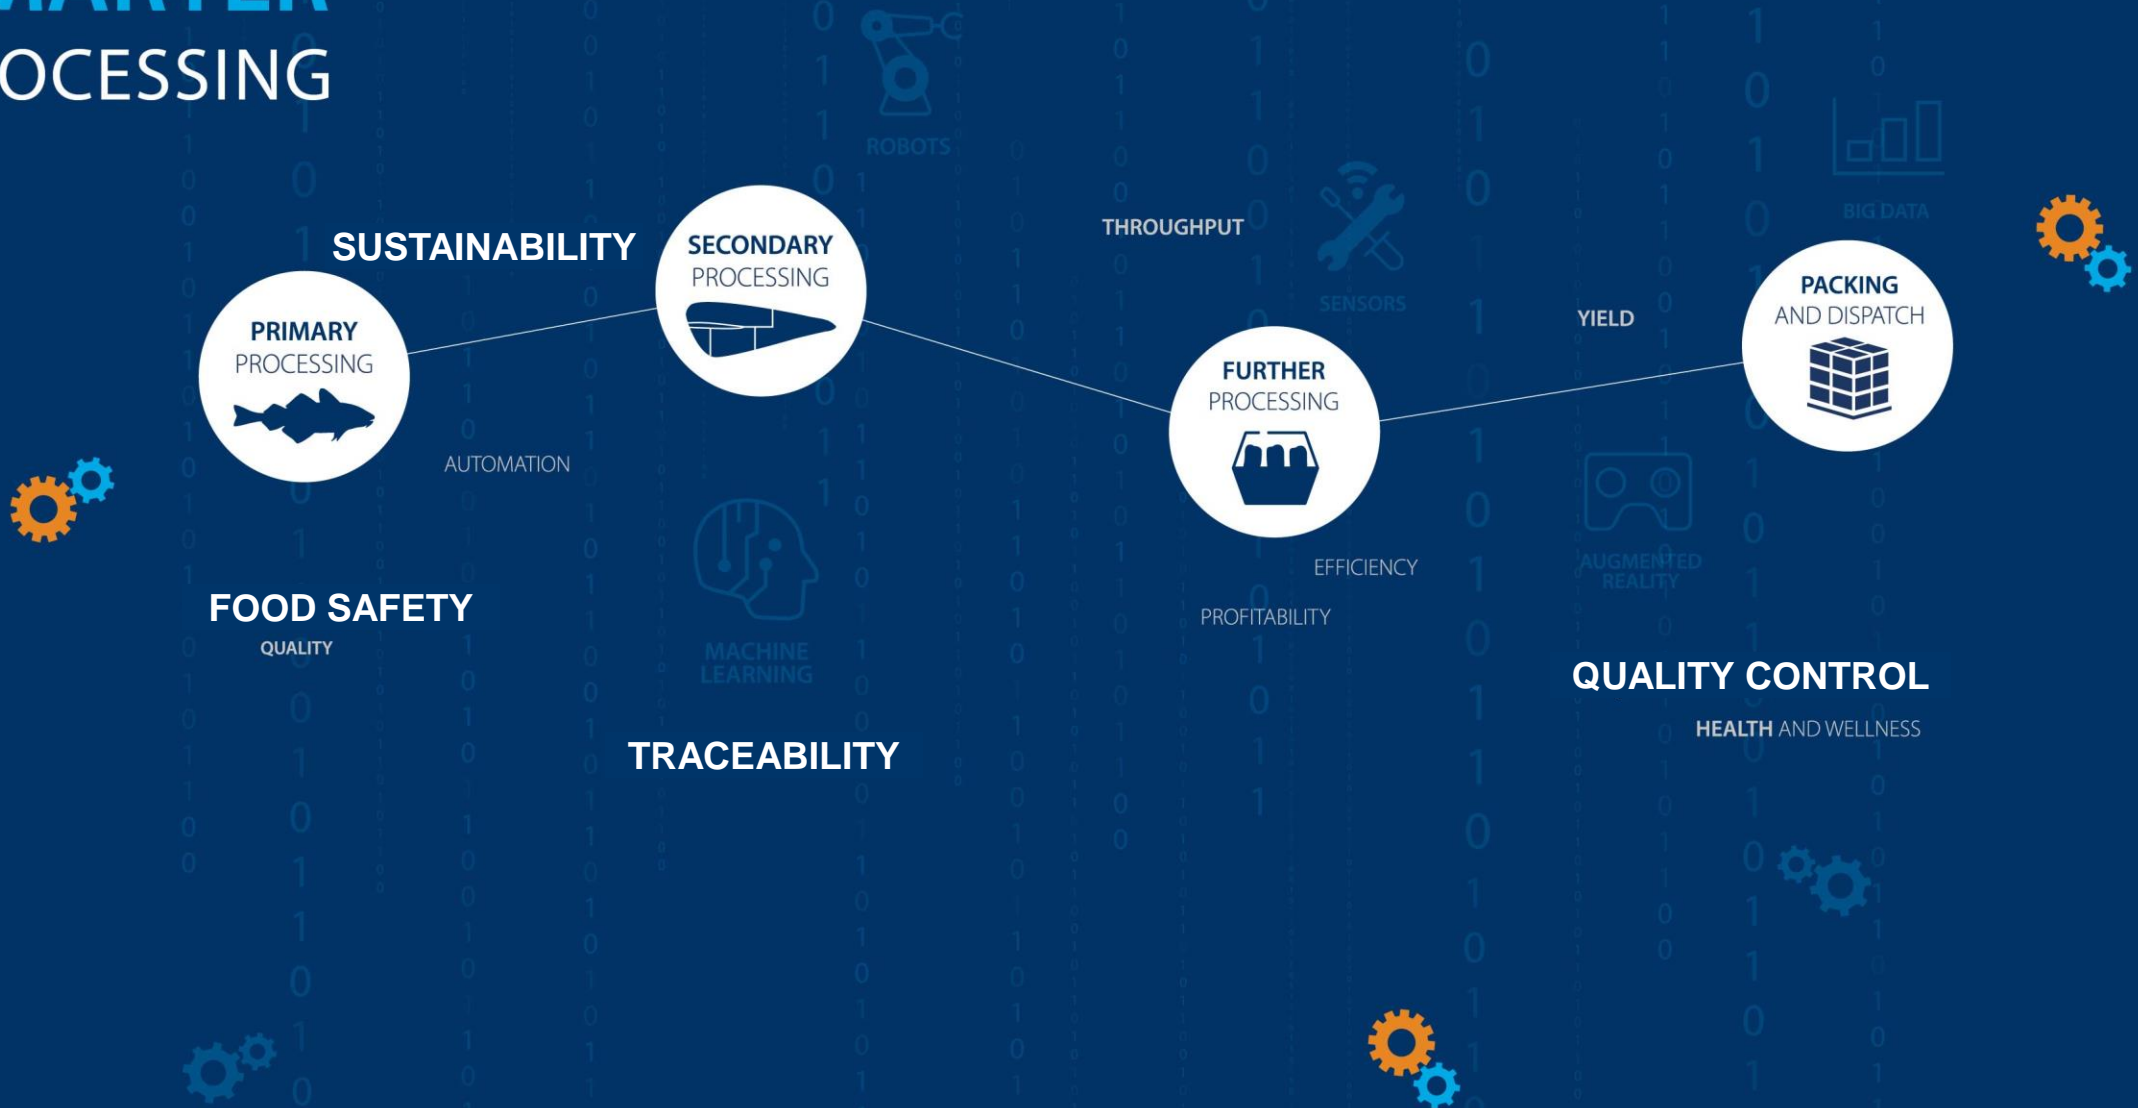 OCESSING
ROBOTS
BIG DATA
THROUGHPUT
SUSTAINABILITY
SECONDARY
PROCESSING
SENSORS
YIELD
PACKING
AND DISPATCH
PRIMARY
PROCESSING
FURTHER
PROCESSING
AUTOMATION
EFFICIENCY
AUGMENTED
REALITY
FOOD SAFETY
PROFITABILITY
QUALITY
MACHINE
LEARNING
QUALITY CONTROL
HEALTH AND WELLNESS
TRACEABILITY